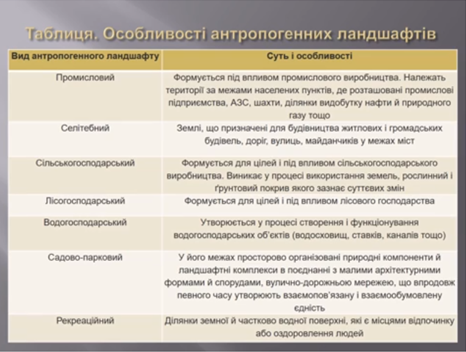 Таблиця. Особливості антропогенних ландшафтів
Вид антропогенного ландшафту
Суть і особливості
Промисловий
Формується під впливом промислового виробництва. Належать
території за межами населених пунктів, де розташовані промислові
підприємства, АЗС, шахти, ділянки видобутку нафти й природного
газу тощо
Селітебний
Землі, що призначені для будівництва житлових і громадських
будівель, доріг, вулиць, майданчиків у межах міст
Сільськогосподарський
Формується для цілей і під впливом сільськогосподарського
виробництва. Виникає у процесі використання земель, рослинний і
ґрунтовий покрив якого зазнає суттєвих змін
Лісогосподарський
Формується для цілей і під впливом лісового господарства
Водогосподарський
Утворюється у процесі створення і функціонування
водогосподарських об'єктів (водосховищ, ставків, каналів тощо)
Садово-парковий
У його межах просторово організовані природні компоненти й
ландшафтні комплекси в поєднанні з малими архітектурними
формами й спорудами, вулично-дорожньою мережею, що впродовж
певного часу утворюють взаємопов'язану і взаємообумовлену
єдність
Рекреаційний
Ділянки земної й частково водної поверхні, які є місцями відпочинку
або оздоровлення людей